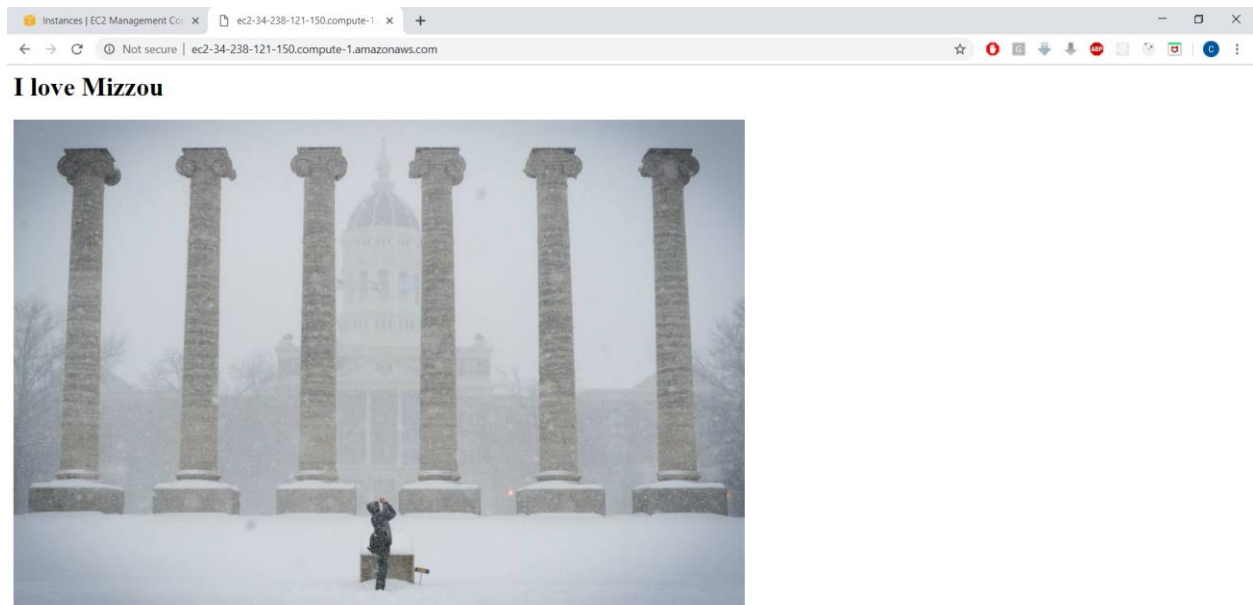 Instances | EC2 Management Co
ec2-34-238-121-150.compute-1.
Not secure | ec2-34-238-121-150.compute-1.amazonaws.com
G
ABP
C
I love Mizzou